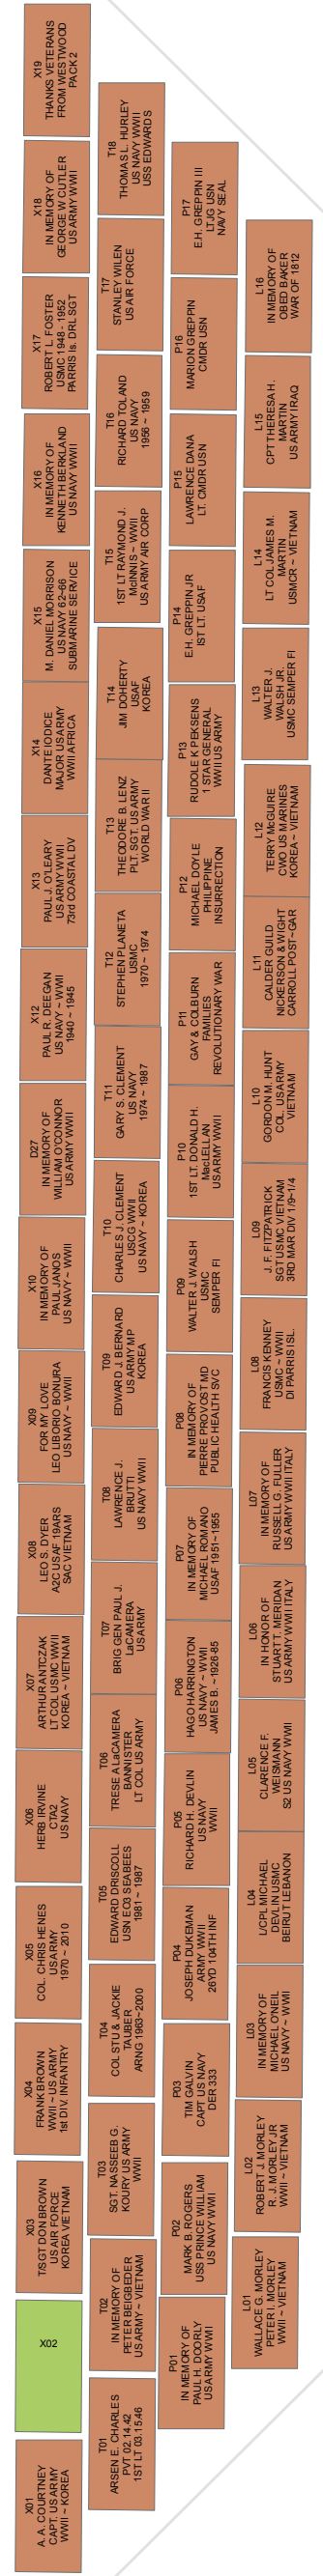 X19
THANKS VETERANS
FROM WESTWOOD
PACK 2
X18
IN MEMORY OF
GEORGE W CUTLER
US ARMY WWII
X17
ROBERT L. FOSTER
USMC 1948 - 1952
PARRIS Is. DRL SGT
X16
IN MEMORY OF
KENNETH BERKLAND
US NAVY WWII
X15
M. DANIEL MORRISON
US NAVY 62~66
SUBMARINE SERVICE
X14
DANTE IODICE
MAJOR US ARMY
WWII AFRICA
X13
PAUL J. O'LEARY
US ARMY WWII
73rd COASTAL DV
X12
PAUL R. DEEGAN
US NAVY ~ WWII
1940 ~ 1945
D27
IN MEMORY OF
WILLIAM O'CONNOR
US ARMY WWII
X10
IN MEMORY OF
PAUL JANOS
US NAVY ~ WWII
X09
FOR MY LOVE
LEO LIBORIO BONURA
US NAVY ~ WWII
X08
LEO S. DYER
A2C USAF 19ARS
SAC VIETNAM
X07
ARTHUR ANTCZAK
LT COL USMC WWII
KOREA ~ VIETNAM
X06
HERB IRVINE
CTA2
US NAVY
X05
COL. CHRIS HENES
US ARMY
1970 ~ 2010
X04
FRANK BROWN
WWII ~ US ARMY
1st DIV. INFANTRY
X03
T/SGT DON BROWN
US AIR FORCE
KOREA VIETNAM
X02
X01
A. A. COURTNEY
CAPT. US ARMY
WWII ~ KOREA
T18
THOMAS L. HURLEY
US NAVY WWII
USS EDWARDS
T17
STANLEY WILEN
US AIR FORCE
T16
RICHARD TOLAND
US NAVY
1956 ~ 1959
T15
1ST LT RAYMOND J.
McINNIS ~ WWII
US ARMY AIR CORP
T14
JIM DOHERTY
USAF
KOREA
T13
THEODORE B. LENZ
PLT. SGT. US ARMY
WORLD WAR II
T12
STEPHEN PLANETA
USMC
1970 ~ 1974
T11
GARY S. CLEMENT
US NAVY
1974 ~ 1987
T10
CHARLES J. CLEMENT
USCG WWII
US NAVY ~ KOREA
T09
EDWARD J. BERNARD
US ARMY MP
KOREA
T08
LAWRENCE J.
BRUTTI
US NAVY WWII
T07
BRIG GEN PAUL J.
LaCAMERA
US ARMY
T06
TRESE A LaCAMERA
BANNISTER
LT COL US ARMY
T05
EDWARD DRISCOLL
USN EO3 SEABEES
1981 ~ 1987
T04
COL STU & JACKIE
TAUBER
ARNG 1963~2000
T03
SGT. NASSEEB G.
KOURY US ARMY
WWII
T02
IN MEMORY OF
PETER BEIGBEDER
US ARMY ~ VIETNAM
T01
ARSEN E. CHARLES
PVT 02.14.42
1ST LT 03.15.46
P17
E.H. GREPPIN III
LTJG USN
NAVY SEAL
P16
MARION GREPPIN
CMDR USN
P15
LAWRENCE DANA
LT. CMDR USN
P14
E.H. GREPPIN JR
IST LT. USAF
P13
RUDOLE K PEKSENS
1 STAR GENERAL
WWII US ARMY
P12
MICHAEL DOYLE
PHILIPPINE
INSURRECTION
P11
GAY & COLBURN
FAMILIES
REVOLUTIONARY WAR
P10
1ST LT. DONALD H.
MacLELLAN
US ARMY WWII
P09
WALTER J. WALSH
USMC
SEMPER FI
P08
IN MEMORY OF
PIERRE PROVOST MD
PUBLIC HEALTH SVC
P07
IN MEMORY OF
MICHAEL ROMANO
USAF 1951~1955
P06
HAGO HARRINGTON
US NAVY ~ WWII
JAMES B. ~ 1926-85
P05
RICHARD H. DEVLIN
US NAVY
WWII
P04
JOSEPH DUKEMAN
ARMY WWII
26YD 104TH INF
P03
TIM GALVIN
CAPT US NAVY
DER 333
P02
MARK B. ROGERS
USS PRINCE WILLIAM
US NAVY WWII
P01
IN MEMORY OF
PAUL H. DOORLY
US ARMY WWII
L16
IN MEMORY OF
OBED BAKER
WAR OF 1812
L15
CPT THERESA H.
MARTIN
US ARMY IRAQ
L14
LT COL JAMES M.
MARTIN
USMCR ~ VIETNAM
L13
WALTER J.
WALSH JR.
USMC SEMPER FI
L12
TERRY McGUIRE
CWO US MARINES
KOREA ~ VIETNAM
L11
CALDER GUILD
NICKERSON & WIGHT
CARROLL POST~GAR
L10
GORDON M. HUNT
COL. US ARMY
VIETNAM
L09
J. F. FITZPATRICK
SGT USMC VIETNAM
3RD MAR DIV 1/9~1/4
L08
FRANCIS KENNEY
USMC ~ WWII
DI PARRIS ISL.
L07
IN MEMORY OF
RUSSELL G. FULLER
US ARMY WWII ITALY
L06
IN HONOR OF
STUART T. MERIDAN
US ARMY WWII ITALY
L05
CLARENCE F.
WEISMANN
S2 US NAVY WWII
L04
L/CPL MICHAEL
DEVLIN USMC
BEIRUT LEBANON
L03
IN MEMORY OF
MICHAEL O'NEIL
US NAVY ~ WWII
L02
ROBERT J. MORLEY
R. J. MORLEY JR
WWII ~ VIETNAM
L01
WALLACE G. MORLEY
PETER I. MORLEY
WWII ~ VIETNAM